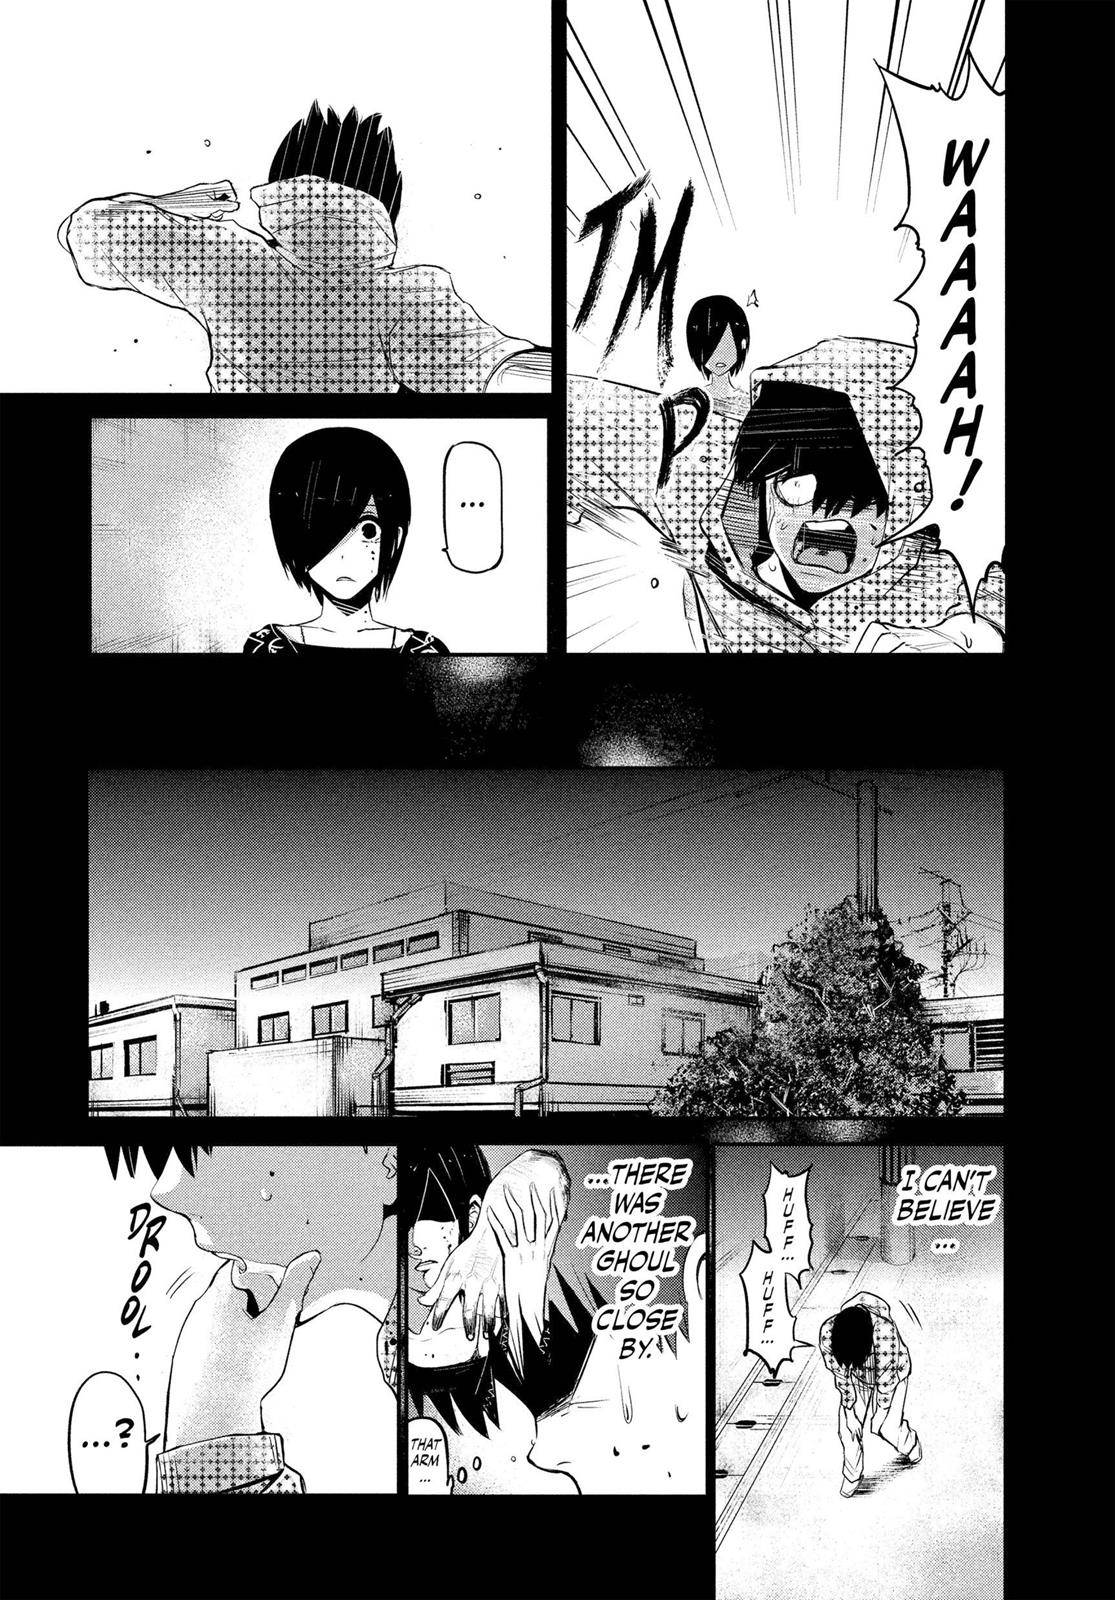 WAAAAAH!
TMP
...
I CAN'T
BELIEVE
...
HUFF...
HUFF...
...THERE
WAS
ANOTHER
GHOUL
SO
CLOSE
BY.
THAT
ARM
...
DROOL...
...?